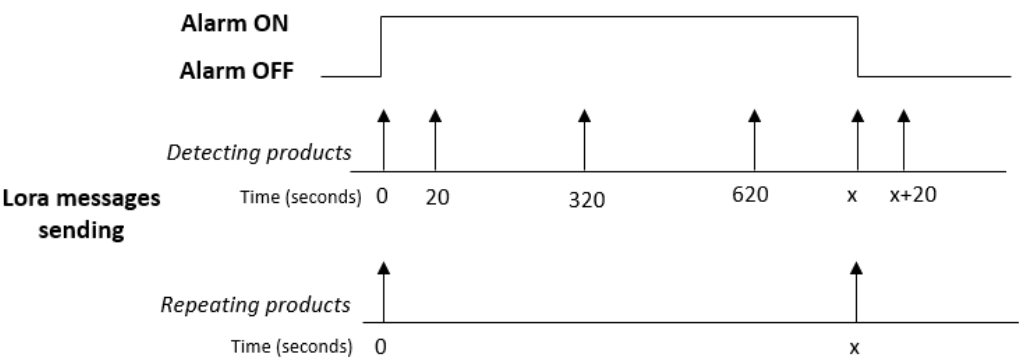 Alarm ON
Alarm OFF
Detecting products
Time (seconds) 0 20 320 620 x x+20
Lora messages
sending
Repeating products
Time (seconds) 0 x